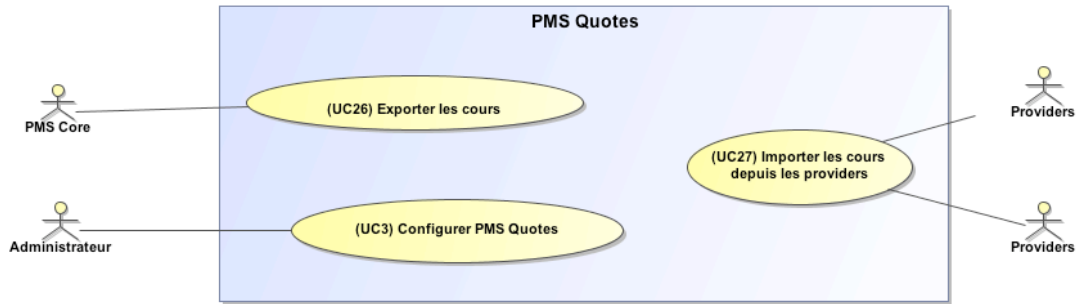 PMS Quotes
(UC26) Exporter les cours
PMS Core
Providers
(UC27) Importer les cours
depuis les providers
(UC3) Configurer PMS Quotes
Administrateur
Providers